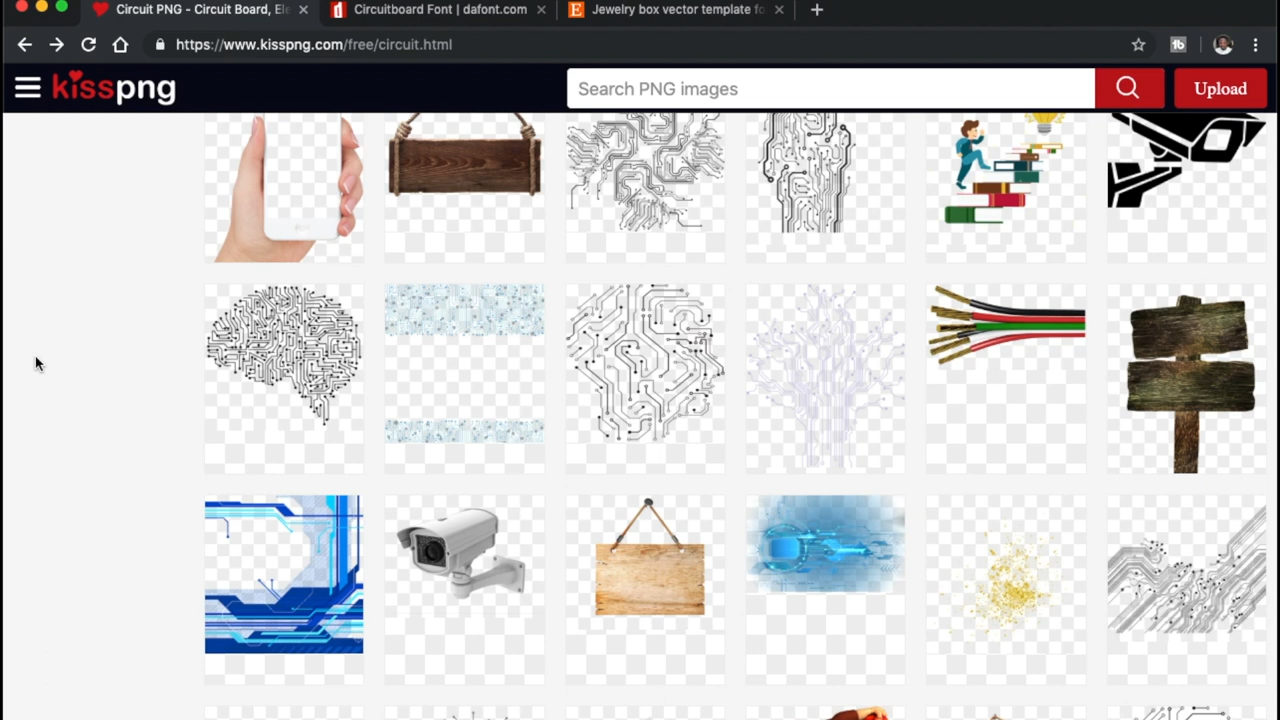 Circuit PNG - Circuit Board, Ele
Circuitboard Font | dafont.com
Jewelry box vector template fo
https://www.kisspng.com/free/circuit.html
kisspng
Search PNG images
Upload